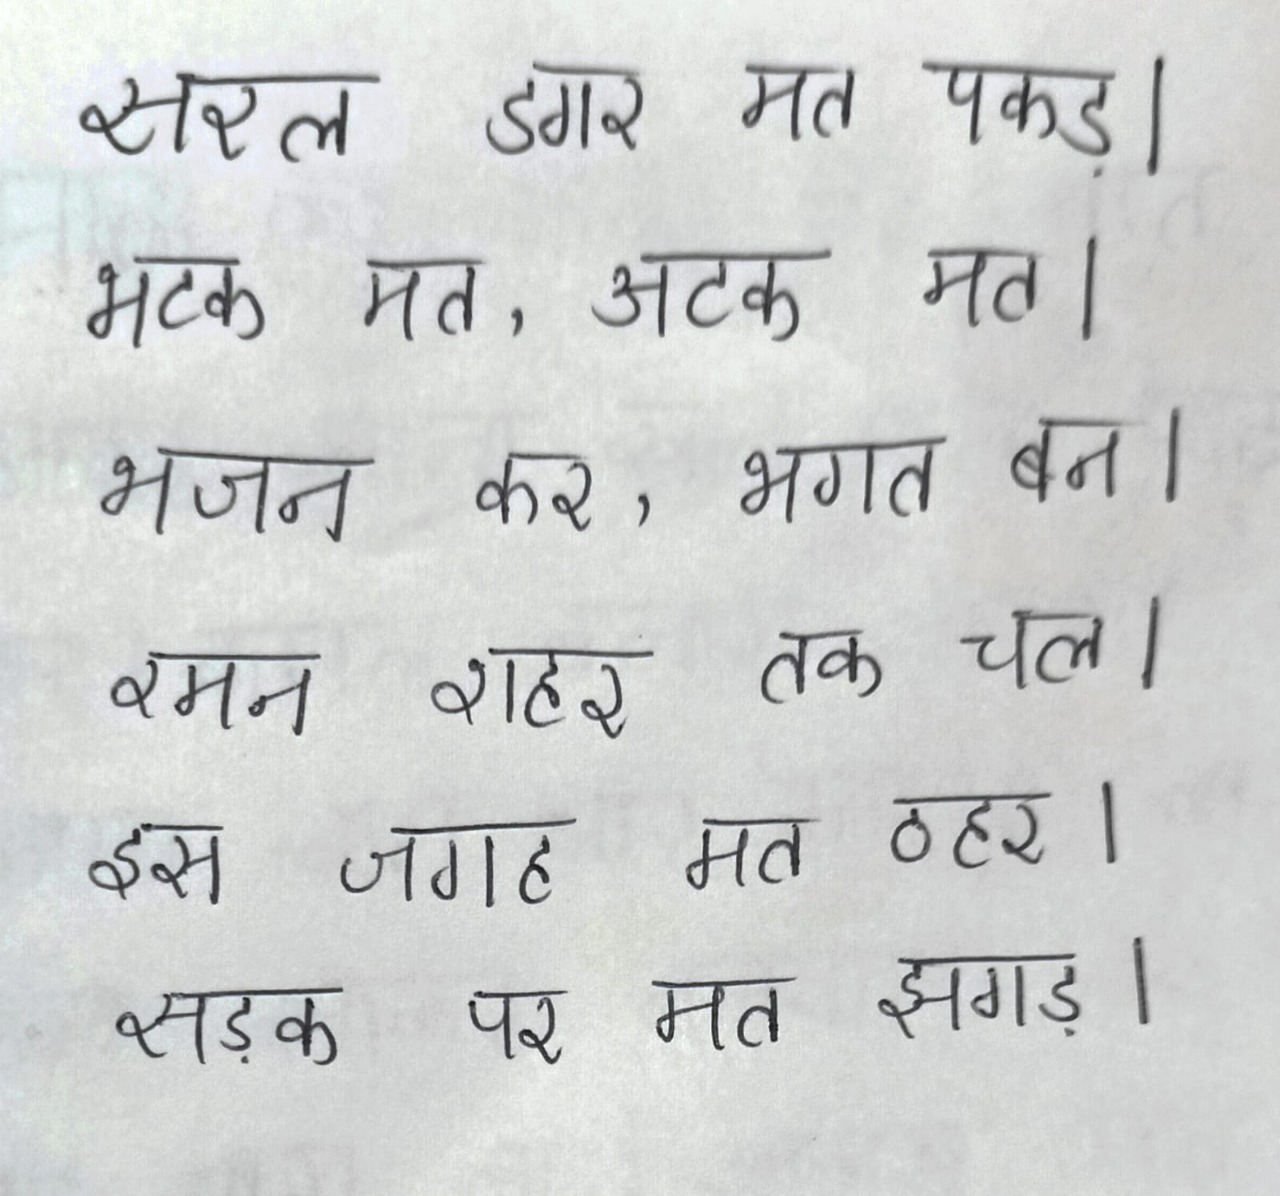 सरल डगर मत पकड़।
भटक मत, अटक मत।
भजन कर, भगत बन।
रमन शहर तक चल।
इस जगह मत ठहर।
सड़क पर मत झगड़।